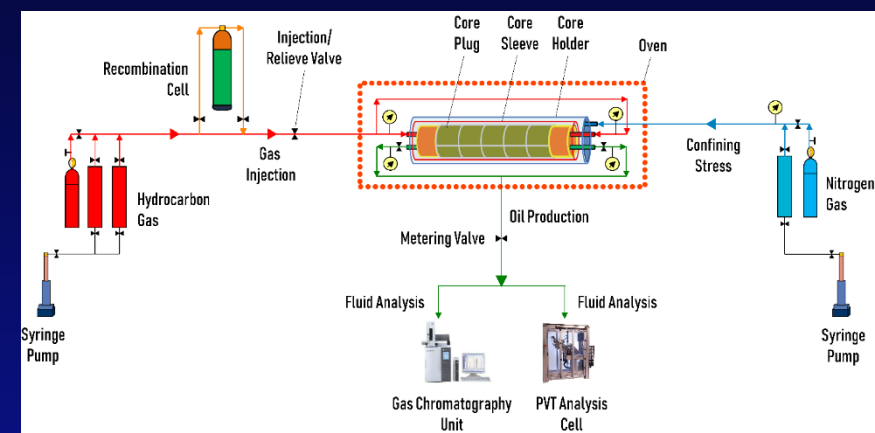 Core
Plug
Core
Sleeve
Core
Holder
Oven
Injection/
Relieve Valve
Recombination
Cell
Gas
Injection
Hydrocarbon
Gas
Confining
Stress
Nitrogen
Gas
Oil Production
Metering Valve
Fluid Analysis
Fluid Analysis
Syringe
Pump
Syringe
Pump
Gas Chromatography
Unit
PVT Analysis
Cell